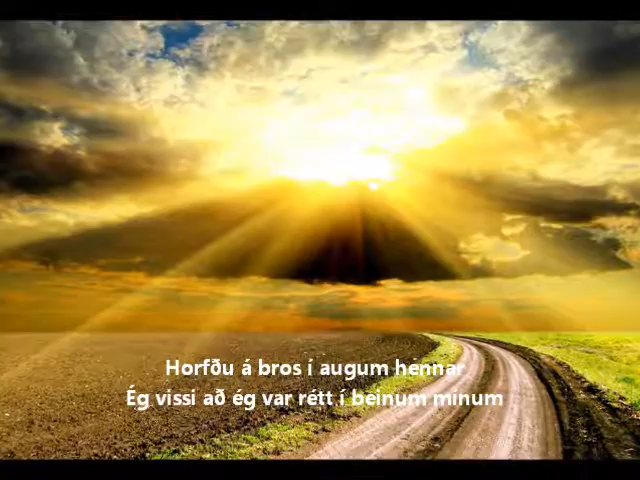 Horfðu á bros í augum hennar
Ég vissi að ég var rétt í beinum mínum